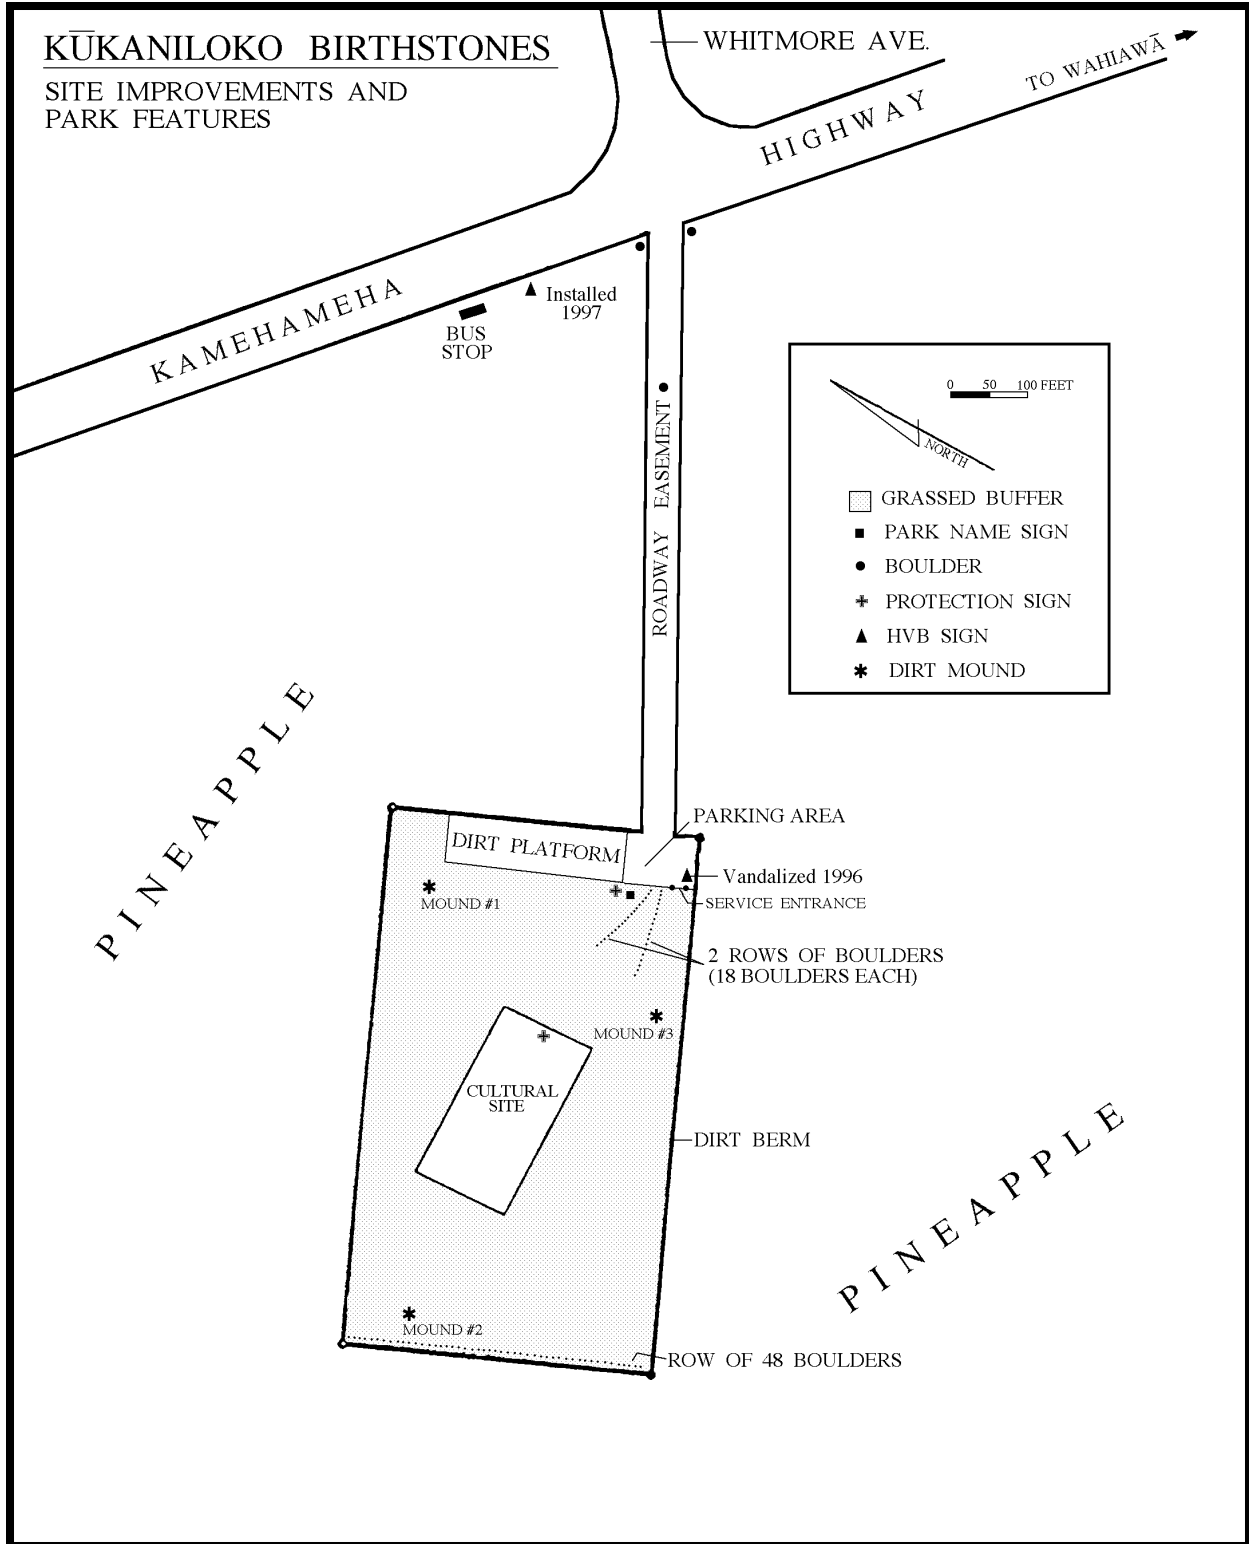 KŪKANILOKO BIRTHSTONES
SITE IMPROVEMENTS AND
PARK FEATURES
WHITMORE AVE.
TO WAHIAWĀ
HIGHWAY
KAMEHAMEHA
Installed
1997
BUS
STOP
ROADWAY EASEMENT
0 50 100 FEET
NORTH
GRASSED BUFFER
PARK NAME SIGN
BOULDER
PROTECTION SIGN
HVB SIGN
DIRT MOUND
PINEAPPLE
PARKING AREA
DIRT PLATFORM
Vandalized 1996
MOUND #1
SERVICE ENTRANCE
2 ROWS OF BOULDERS
(18 BOULDERS EACH)
MOUND #3
CULTURAL
SITE
DIRT BERM
PINEAPPLE
MOUND #2
ROW OF 48 BOULDERS